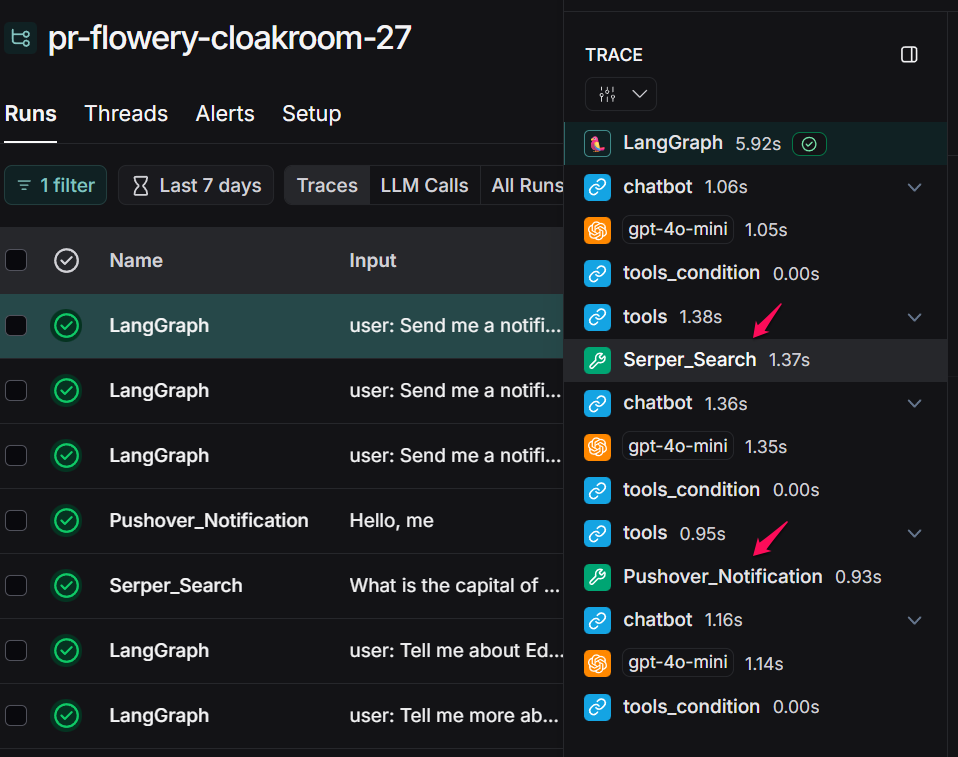 pr-flowery-cloakroom-27
Runs Threads Alerts Setup
1 filter Last 7 days Traces LLM Calls All Runs
Name Input
LangGraph user: Send me a notifi...
LangGraph user: Send me a notifi...
LangGraph user: Send me a notifi...
Pushover_Notification Hello, me
Serper_Search What is the capital of ...
LangGraph user: Tell me about Ed...
LangGraph user: Tell me more ab...
TRACE
LangGraph 5.92s
chatbot 1.06s
gpt-4o-mini 1.05s
tools_condition 0.00s
tools 1.38s
Serper_Search 1.37s
chatbot 1.36s
gpt-4o-mini 1.35s
tools_condition 0.00s
tools 0.95s
Pushover_Notification 0.93s
chatbot 1.16s
gpt-4o-mini 1.14s
tools_condition 0.00s